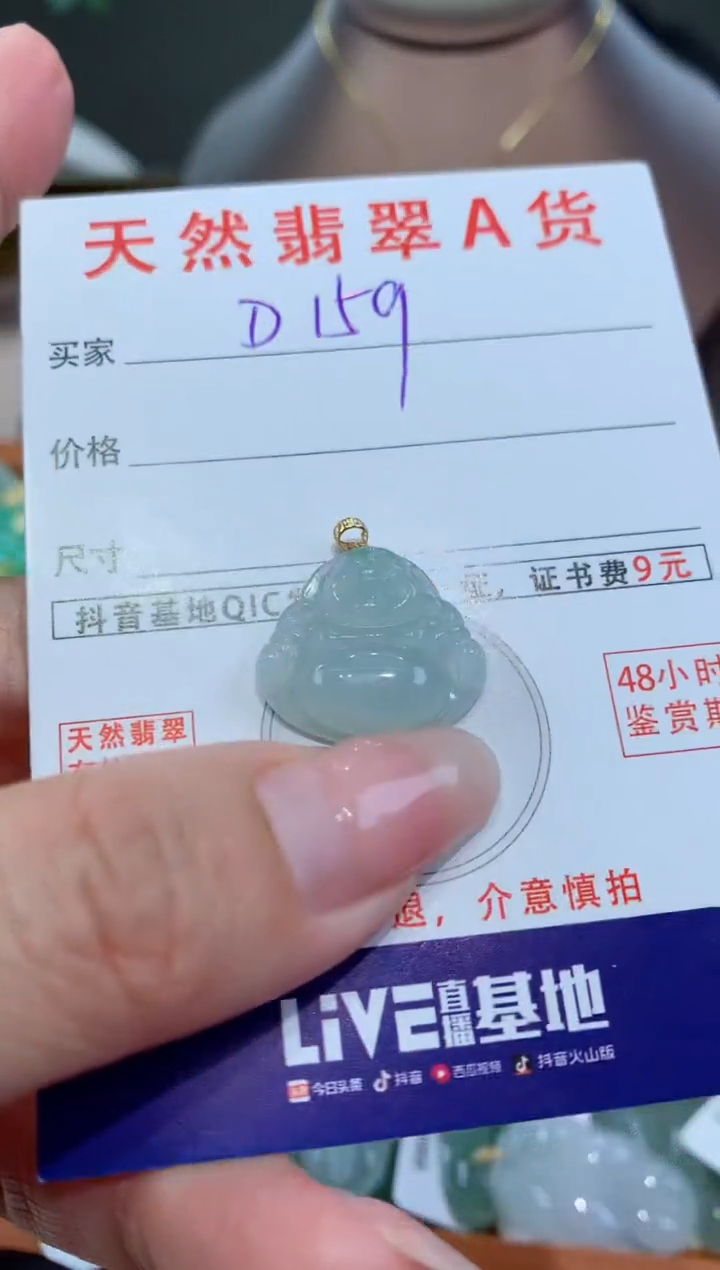 天然翡翠A货
买家 D159
价格
尺寸
抖音基地QIC 证，证书费9元
48小时
鉴赏期
天然翡翠
退，介意慎拍
LiVE直播基地
今日头条 抖音 西瓜视频 抖音火山版